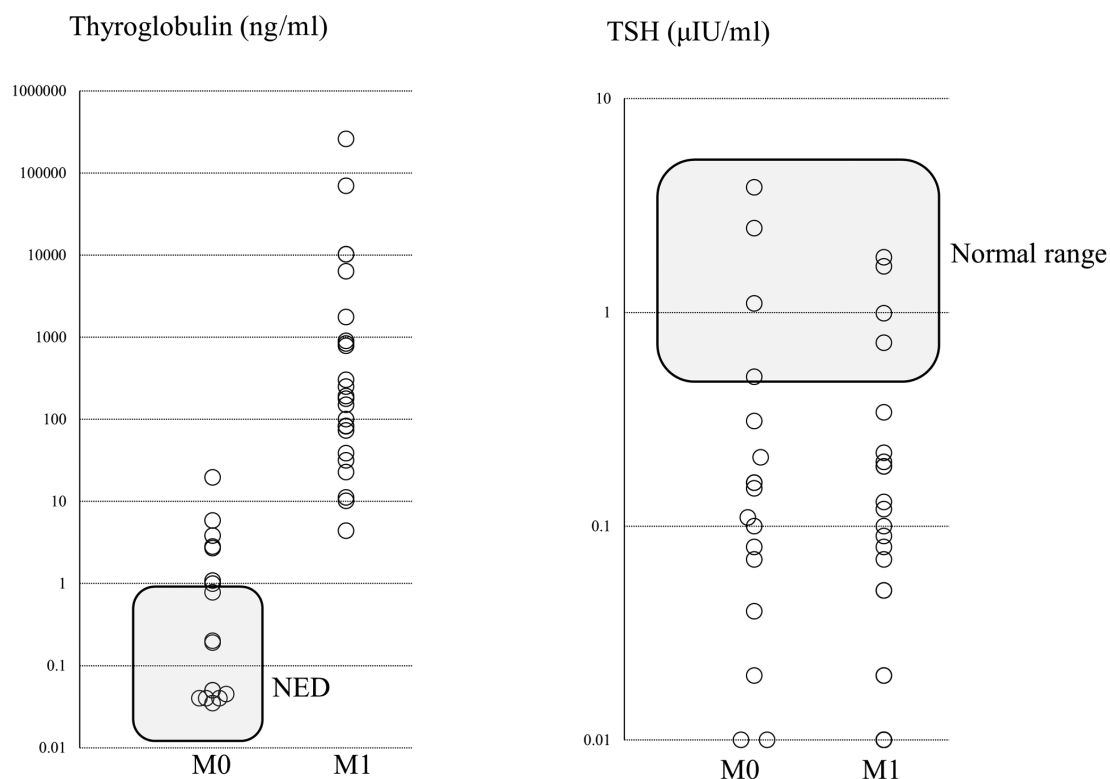 Thyroglobulin (ng/ml)
1000000
100000
10000
1000
100
10
1
0.1
0.01
NED
M0 M1
TSH (μIU/ml)
10
1
0.1
0.01
Normal range
M0 M1